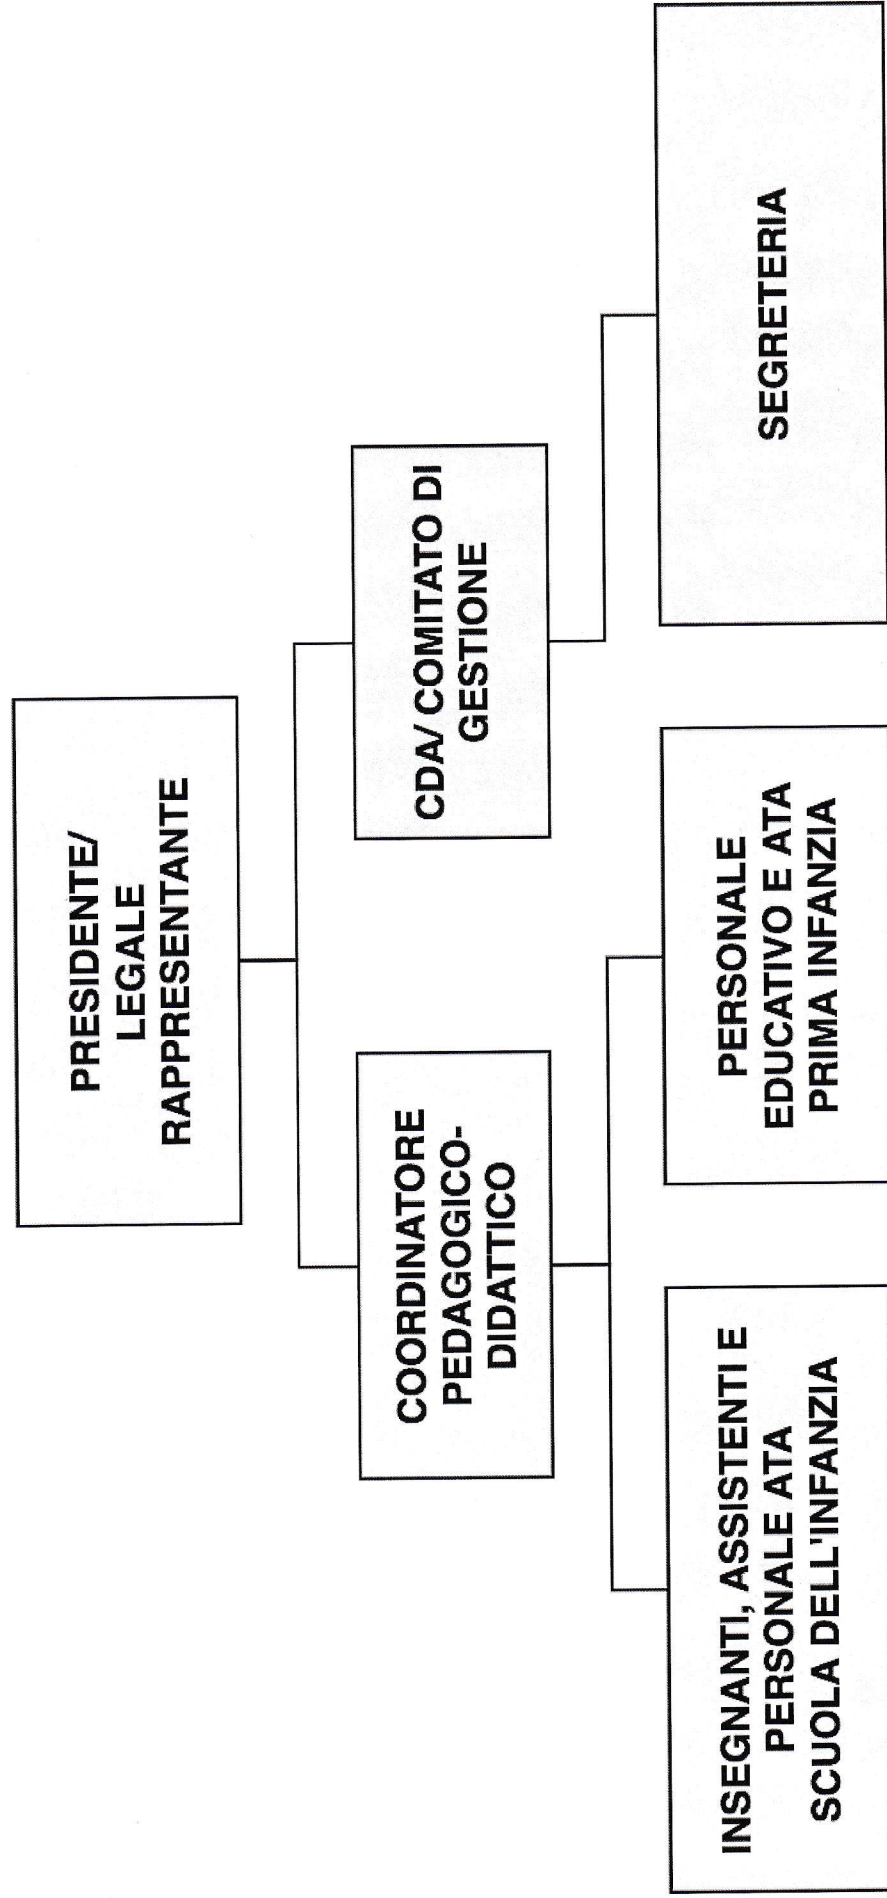 PRESIDENTE/
LEGALE
RAPPRESENTANTE
COORDINATORE
PEDAGOGICO-
DIDATTICO
CDA/ COMITATO DI
GESTIONE
INSEGNANTI, ASSISTENTI E
PERSONALE ATA
SCUOLA DELL'INFANZIA
PERSONALE
EDUCATIVO E ATA
PRIMA INFANZIA
SEGRETERIA